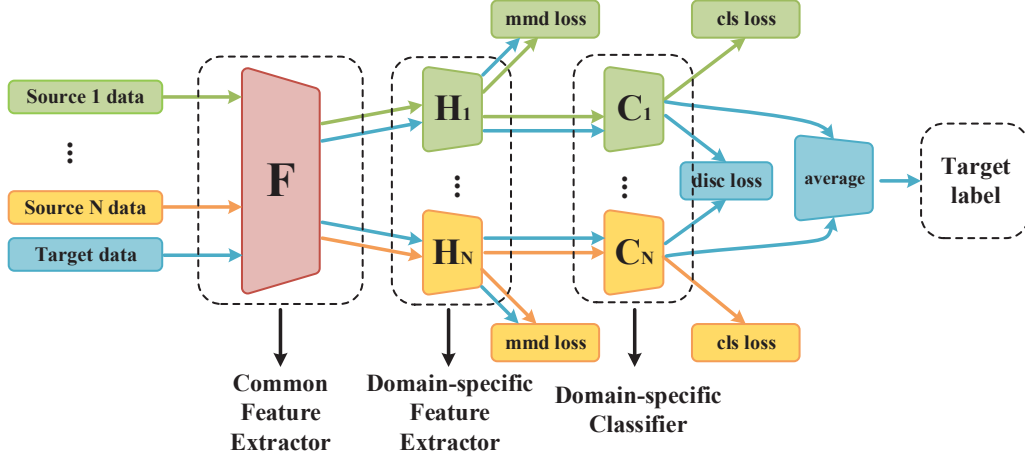 mmd loss
cls loss
Source 1 data
H1
C1
...
F
...
...
disc loss
average
Target
label
Source N data
Target data
HN
CN
mmd loss
cls loss
Common
Feature
Extractor
Domain-specific
Feature
Extractor
Domain-specific
Classifier